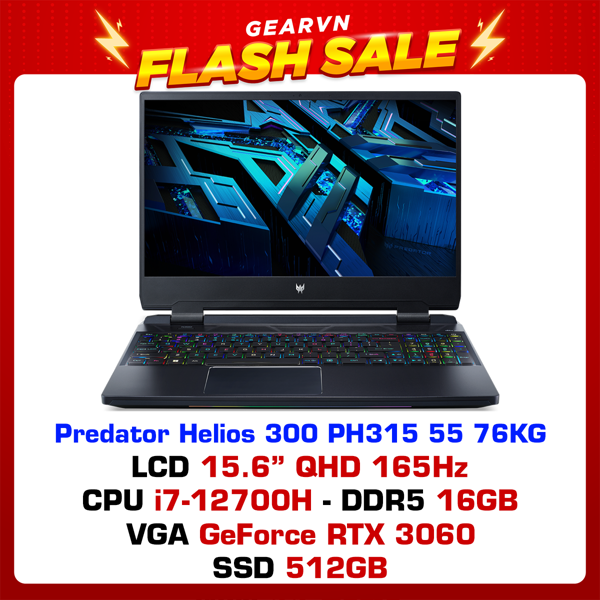 GEARVN
FLASH SALE
Predator Helios 300 PH315 55 76KG
LCD 15.6” QHD 165Hz
CPU i7-12700H - DDR5 16GB
VGA GeForce RTX 3060
SSD 512GB